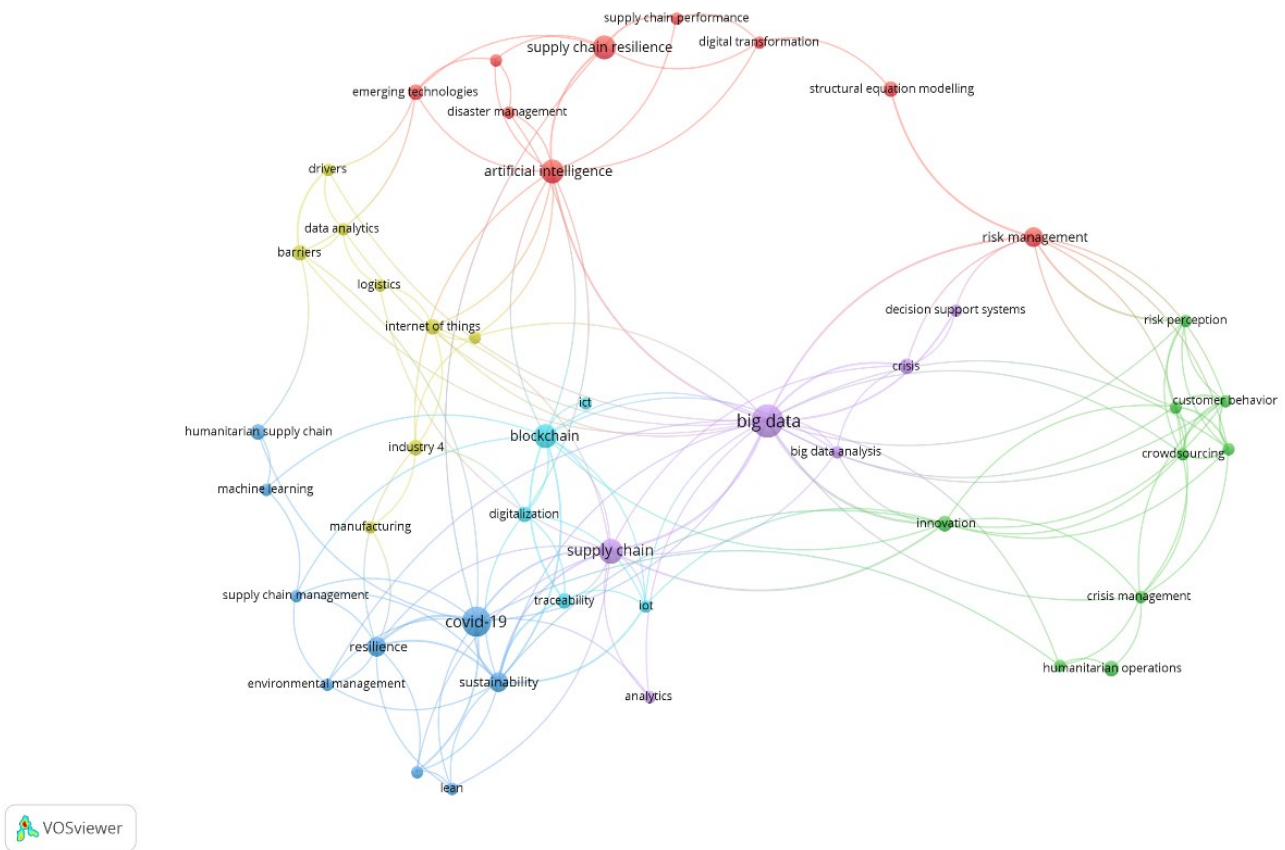 supply chain performance
supply chain resilience
digital transformation
emerging technologies
structural equation modelling
disaster management
drivers
artificial intelligence
data analytics
risk management
barriers
logistics
decision support systems
internet of things
risk perception
crisis
ict
customer behavior
big data
humanitarian supply chain
blockchain
industry 4
big data analysis
crowdsourcing
machine learning
digitalization
manufacturing
innovation
supply chain
supply chain management
traceability
iot
crisis management
covid-19
resilience
humanitarian operations
environmental management
sustainability
analytics
lean
VOSviewer